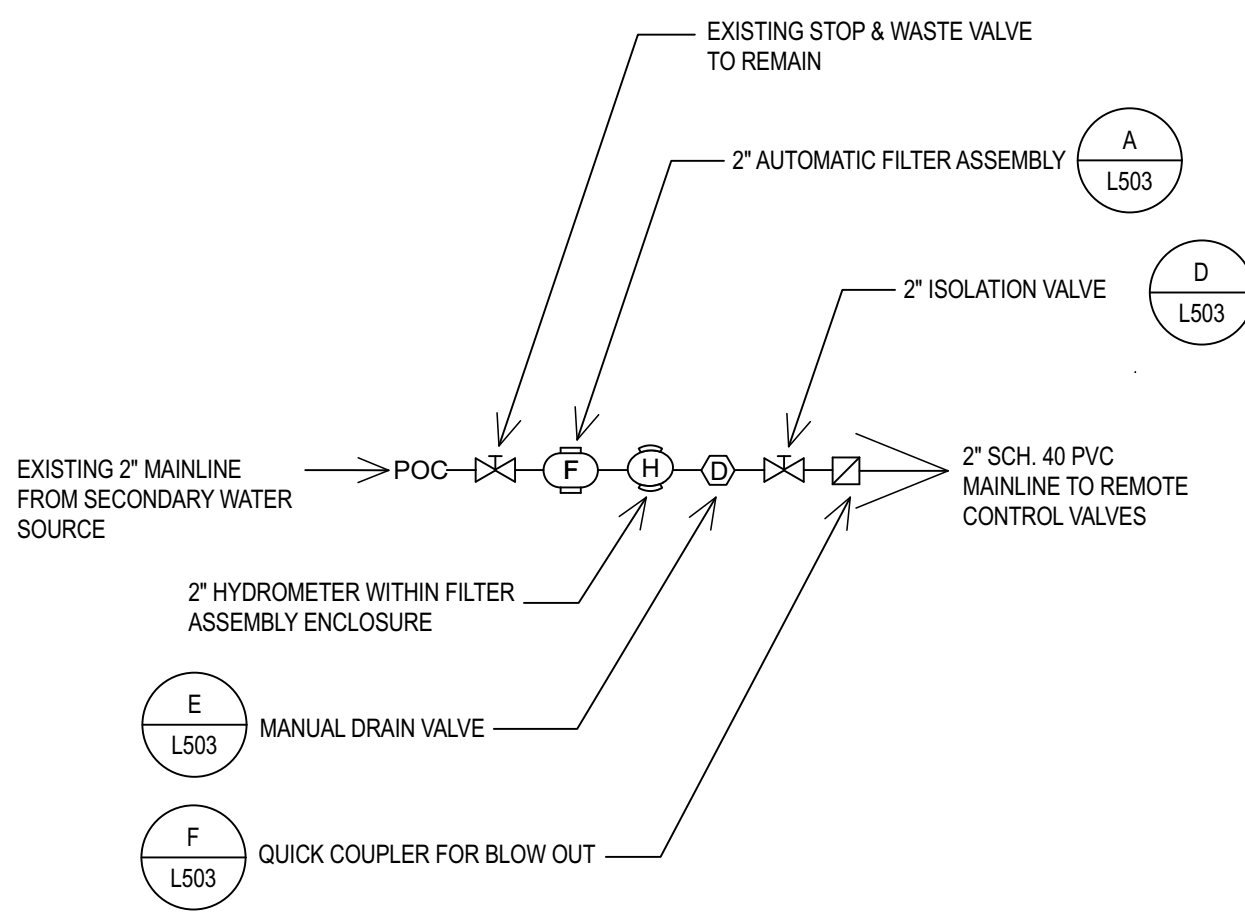 EXISTING STOP & WASTE VALVE
TO REMAIN
2" AUTOMATIC FILTER ASSEMBLY
A
L503
2" ISOLATION VALVE
D
L503
EXISTING 2" MAINLINE
FROM SECONDARY WATER
SOURCE
POC
F
H
D
2" SCH. 40 PVC
MAINLINE TO REMOTE
CONTROL VALVES
2" HYDROMETER WITHIN FILTER
ASSEMBLY ENCLOSURE
E
L503
MANUAL DRAIN VALVE
F
L503
QUICK COUPLER FOR BLOW OUT